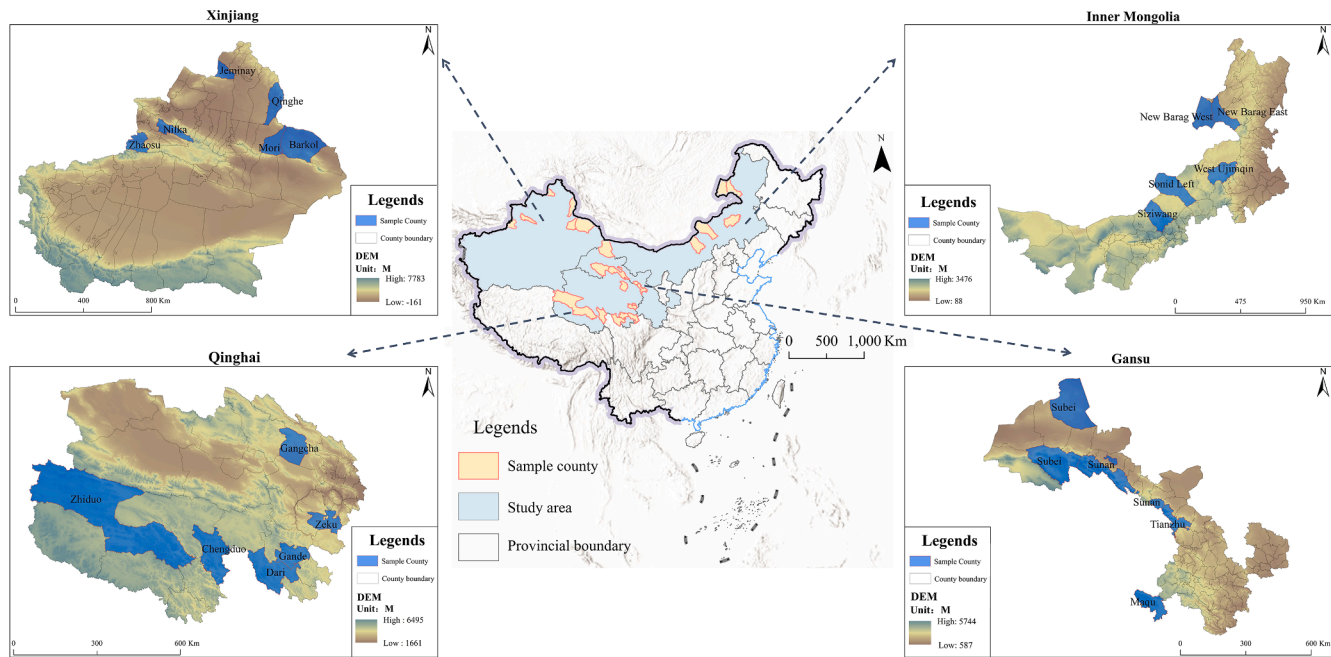 Xinjiang
N
Jeminay
Qinghe
Nilka
Zhaosu
Mori
Barkol
Legends
Sample County
County boundary
DEM
Unit: M
High: 7783
Low: -161
0 400 800 Km
Inner Mongolia
N
New Barag West
New Barag East
West Ujimqin
Sonid Left
Siziwang
Legends
Sample County
County boundary
DEM
Unit: M
High: 3476
Low: 88
0 475 950 Km
N
0 500 1,000 Km
Legends
Sample county
Study area
Provincial boundary
Qinghai
N
Gangcha
Zhiduo
Zeku
Chengduo
Gande
Dari
Legends
Sample County
County boundary
DEM
Unit: M
High : 6495
Low : 1661
0 300 600 Km
Gansu
N
Subei
Subei
Sunan
Sunan
Tianzhu
Maqu
Legends
Sample County
County boundary
DEM
Unit: M
High: 5744
Low: 587
0 300 600 Km